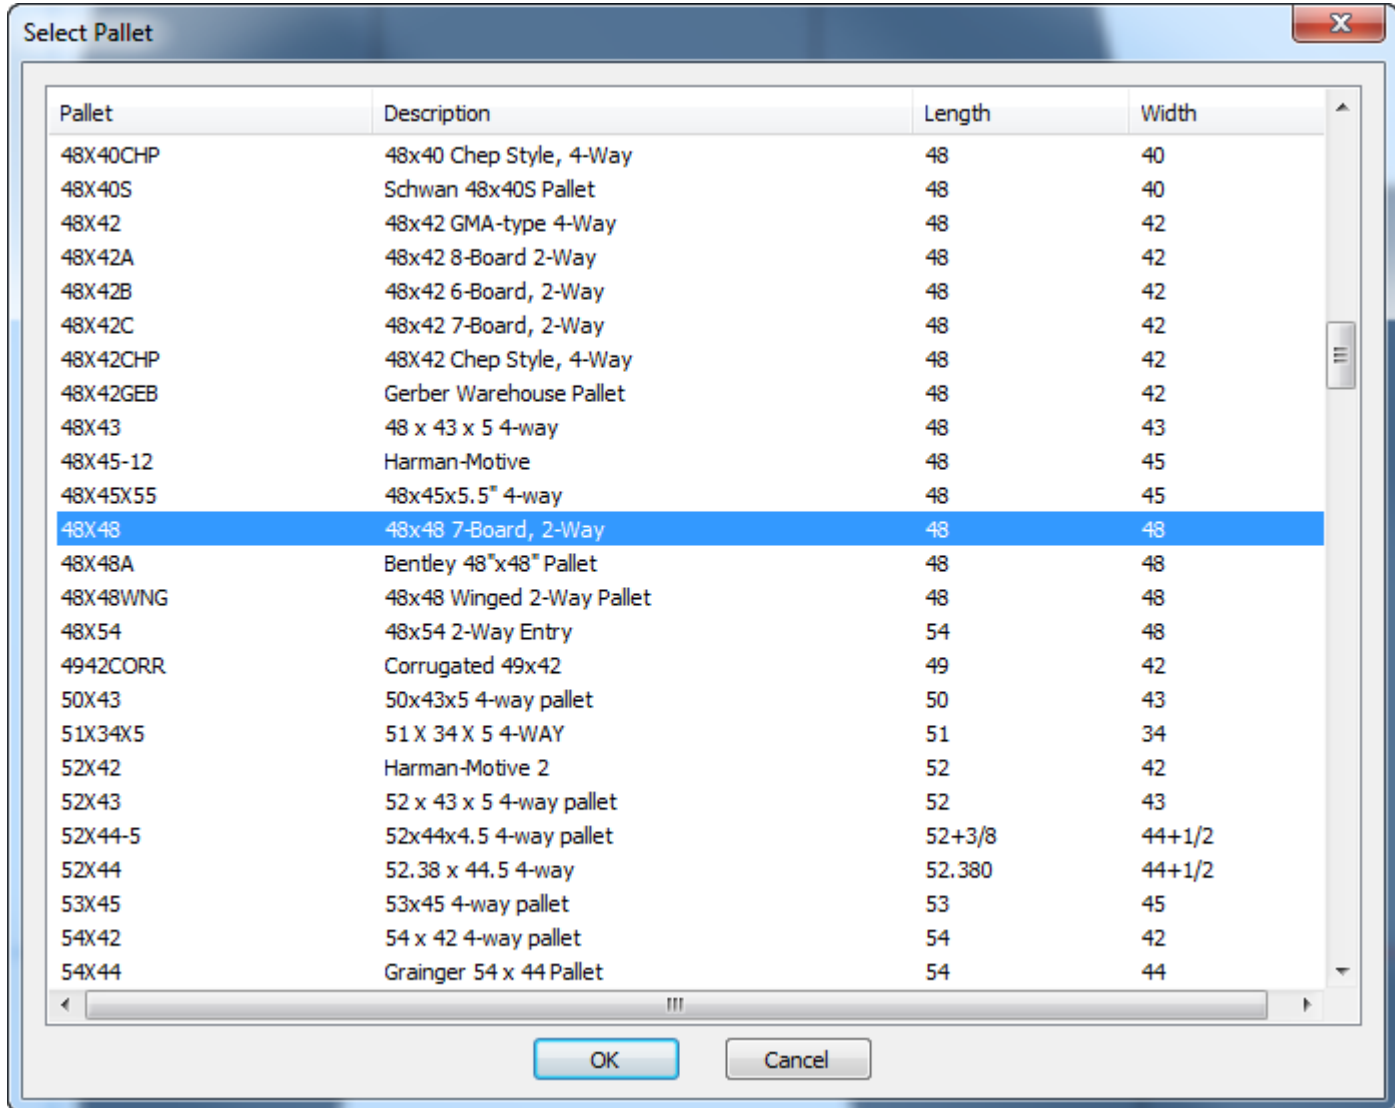 Select Pallet
Pallet Description Length Width
48X40CHP 48x40 Chep Style, 4-Way 48 40
48X40S Schwan 48x40S Pallet 48 40
48X42 48x42 GMA-type 4-Way 48 42
48X42A 48x42 8-Board 2-Way 48 42
48X42B 48x42 6-Board, 2-Way 48 42
48X42C 48x42 7-Board, 2-Way 48 42
48X42CHP 48X42 Chep Style, 4-Way 48 42
48X42GEB Gerber Warehouse Pallet 48 42
48X43 48 x 43 x 5 4-way 48 43
48X45-12 Harman-Motive 48 45
48X45X55 48x45x5.5" 4-way 48 45
48X48 48x48 7-Board, 2-Way 48 48
48X48A Bentley 48"x48" Pallet 48 48
48X48WNG 48x48 Winged 2-Way Pallet 48 48
48X54 48x54 2-Way Entry 54 48
4942CORR Corrugated 49x42 49 42
50X43 50x43x5 4-way pallet 50 43
51X34X5 51 X 34 X 5 4-WAY 51 34
52X42 Harman-Motive 2 52 42
52X43 52 x 43 x 5 4-way pallet 52 43
52X44-5 52x44x4.5 4-way pallet 52+3/8 44+1/2
52X44 52.38 x 44.5 4-way 52.380 44+1/2
53X45 53x45 4-way pallet 53 45
54X42 54 x 42 4-way pallet 54 42
54X44 Grainger 54 x 44 Pallet 54 44
OK Cancel